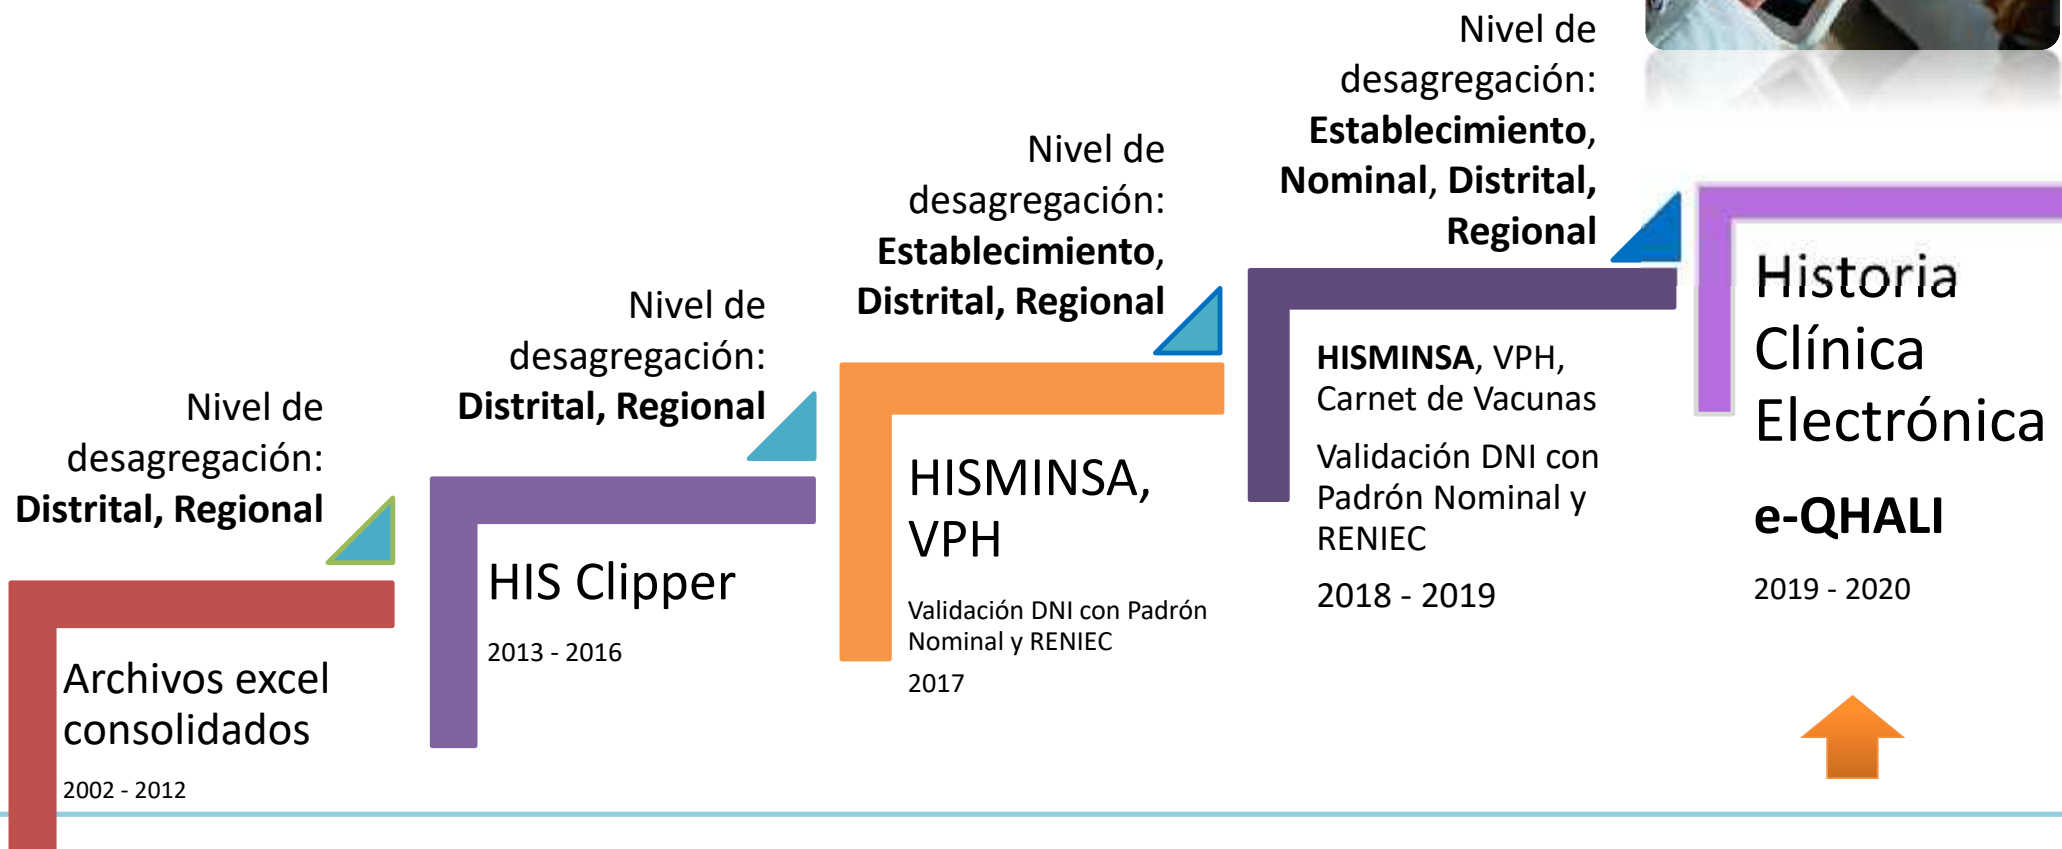 Nivel de
desagregación:
Distrital, Regional
Archivos excel
consolidados
2002 - 2012
Nivel de
desagregación:
Distrital, Regional
HIS Clipper
2013 - 2016
Nivel de
desagregación:
Establecimiento,
Distrital, Regional
HISMINSA,
VPH
Validación DNI con Padrón
Nominal y RENIEC
2017
Nivel de
desagregación:
Establecimiento,
Nominal, Distrital,
Regional
HISMINSA, VPH,
Carnet de Vacunas
Validación DNI con
Padrón Nominal y
RENIEC
2018 - 2019
Historia
Clínica
Electrónica
e-QHALI
2019 - 2020